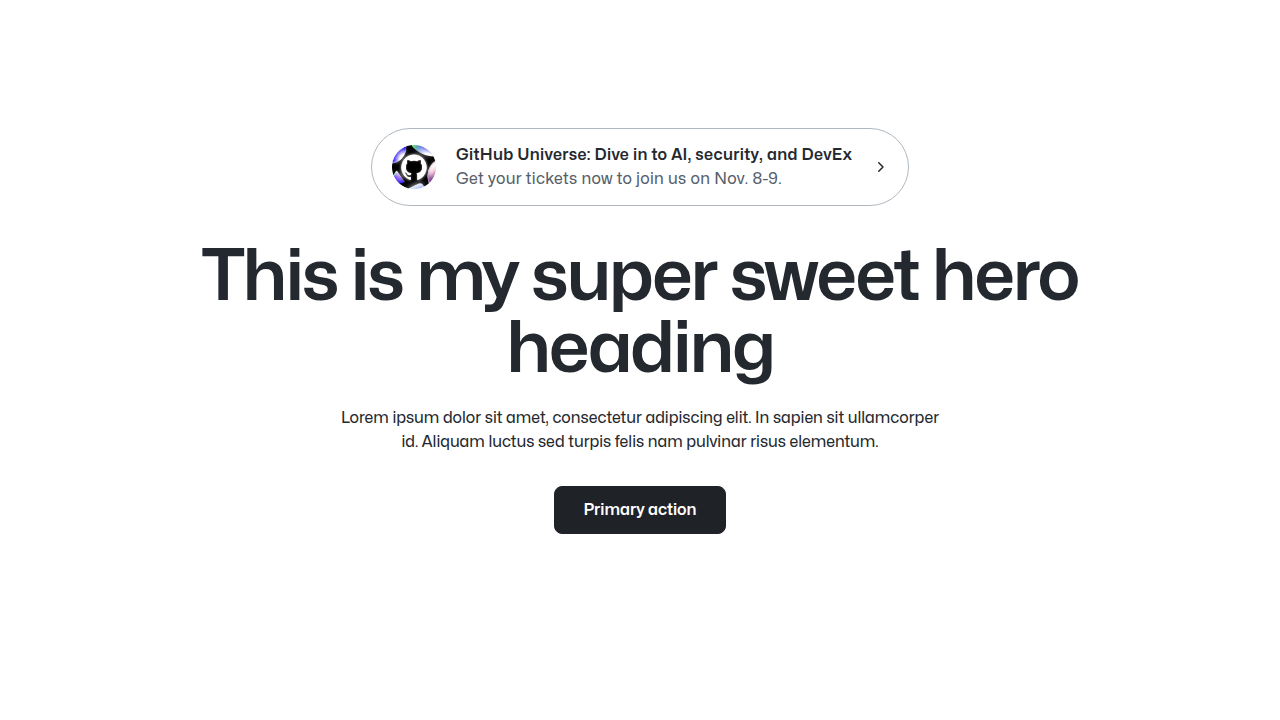 GitHub Universe: Dive in to AI, security, and DevEx
Get your tickets now to join us on Nov. 8-9.
This is my super sweet hero
heading
Lorem ipsum dolor sit amet, consectetur adipiscing elit. In sapien sit ullamcorper
id. Aliquam luctus sed turpis felis nam pulvinar risus elementum.
Primary action